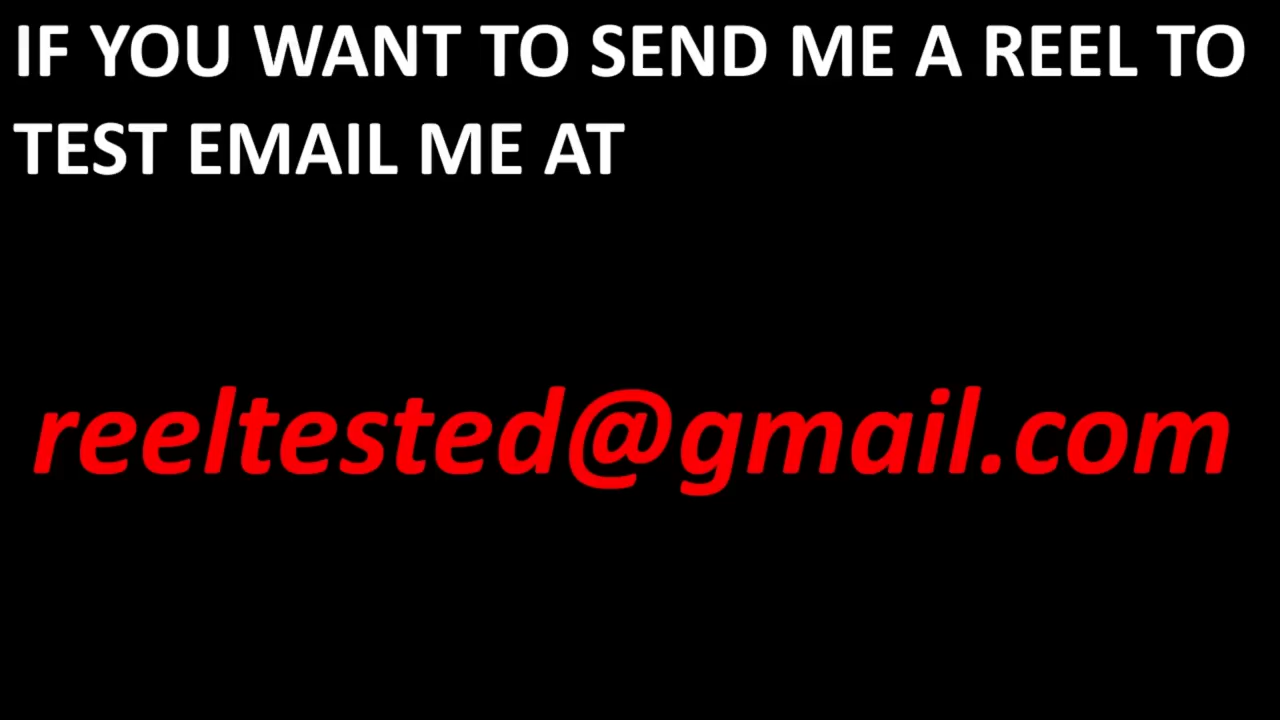 IF YOU WANT TO SEND ME A REEL TO
TEST EMAIL ME AT
reeltested@gmail.com